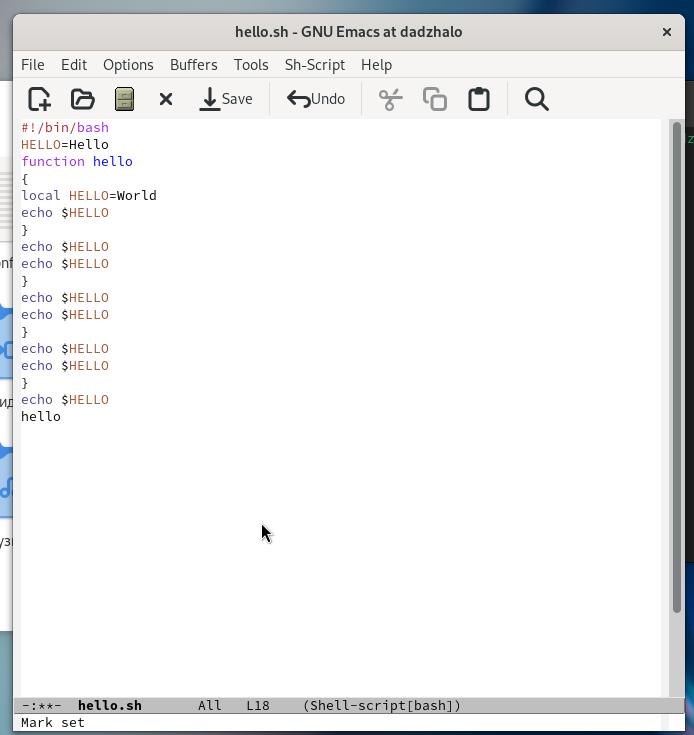 hello.sh - GNU Emacs at dadzhalo
File Edit Options Buffers Tools Sh-Script Help
Save Undo
#!/bin/bash
HELLO=Hello
function hello
{
local HELLO=World
echo $HELLO
}
echo $HELLO
echo $HELLO
}
echo $HELLO
echo $HELLO
}
echo $HELLO
echo $HELLO
}
echo $HELLO
hello
-:**- hello.sh All L18 (Shell-script[bash])
Mark set